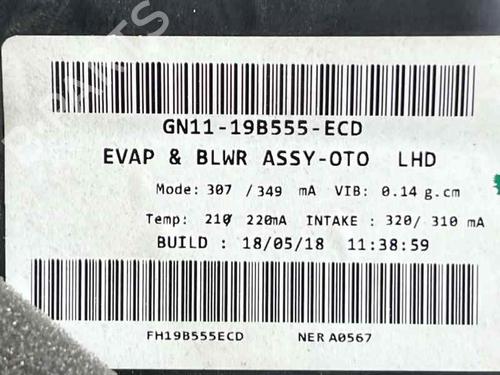 GN11-19B555-ECD
EVAP & BLWR ASSY-OTO LHD
Mode: 307 /349 mA VIB: 0.14 g.cm
Temp: 210/ 220mA INTAKE : 320/ 310 mA
BUILD : 18/05/18 11:38:59
FH19B555ECD NER A0567